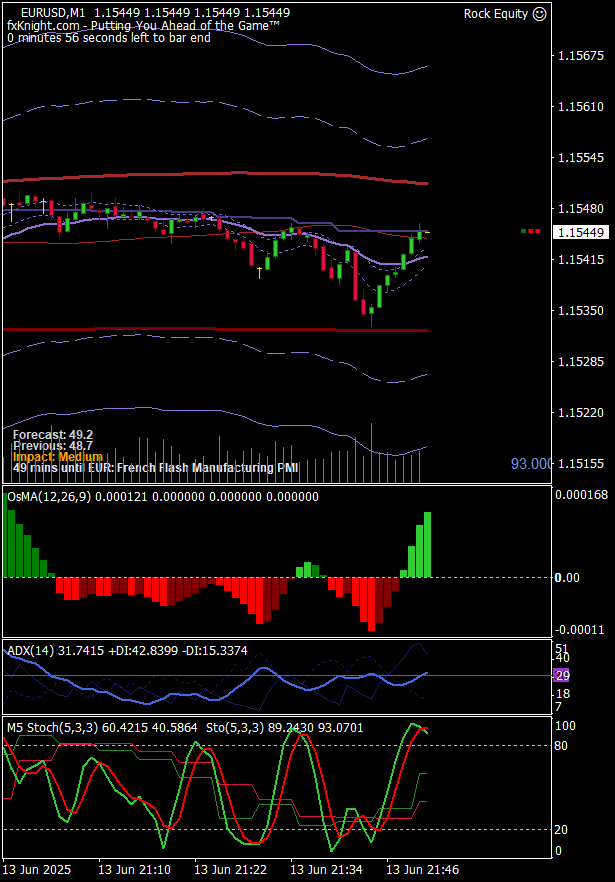 EURUSD,M1 1.15449 1.15449 1.15449 1.15449
Rock Equity ☺
fxKnight.com - Putting You Ahead of the Game™
0 minutes 56 seconds left to bar end
1.15675
1.15610
1.15545
1.15480
1.15449
1.15415
1.15350
1.15285
1.15220
1.15155
Forecast: 49.2
Previous: 48.7
Impact: Medium
49 mins until EUR: French Flash Manufacturing PMI
93.000
OsMA(12,26,9) 0.000121 0.000000 0.000000 0.000000
0.000168
0.00
-0.00011
ADX(14) 31.7415 +DI:42.8399 -DI:15.3374
51
40
29
18
7
M5 Stoch(5,3,3) 60.4215 40.5864 Sto(5,3,3) 89.2430 93.0701
100
80
20
0
13 Jun 2025 13 Jun 21:10 13 Jun 21:22 13 Jun 21:34 13 Jun 21:46